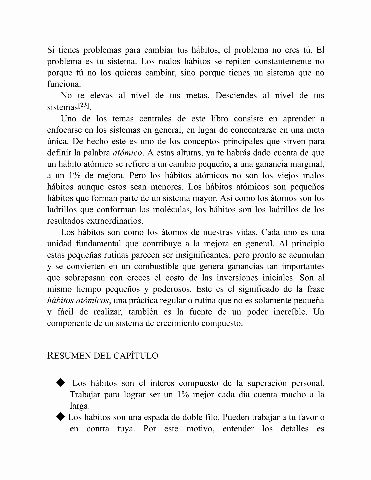 Si tienes problemas para cambiar tus hábitos, el problema no eres tú. El
problema es tu sistema. Los malos hábitos se repiten constantemente no
porque tú no los quieras cambiar, sino porque tienes un sistema que no
funciona.
No te elevas al nivel de tus metas. Desciendes al nivel de tus
sistemas[23].
Uno de los temas centrales de este libro consiste en aprender a
enfocarse en los sistemas en general, en lugar de concentrarse en una meta
única. De hecho este es uno de los conceptos principales que sirven para
definir la palabra atómico. A estas alturas, ya te habrás dado cuenta de que
un hábito atómico se refiere a un cambio pequeño, a una ganancia marginal,
a un 1% de mejora. Pero los hábitos atómicos no son los viejos malos
hábitos aunque estos sean menores. Los hábitos atómicos son pequeños
hábitos que forman parte de un sistema mayor. Así como los átomos son los
ladrillos que conforman las moléculas, los hábitos son los ladrillos de los
resultados extraordinarios.
Los hábitos son como los átomos de nuestras vidas. Cada uno es una
unidad fundamental que contribuye a la mejora en general. Al principio
estas pequeñas rutinas parecen ser insignificantes, pero pronto se acumulan
y se convierten en un combustible que genera ganancias tan importantes
que sobrepasan con creces el costo de las inversiones iniciales. Son al
mismo tiempo pequeños y poderosos. Este es el significado de la frase
hábitos atómicos, una práctica regular o rutina que no es solamente pequeña
y fácil de realizar, también es la fuente de un poder increíble. Un
componente de un sistema de crecimiento compuesto.
RESUMEN DEL CAPÍTULO
◆ Los hábitos son el interés compuesto de la superación personal.
Trabajar para lograr ser un 1% mejor cada día cuenta mucho a la
larga.
◆ Los hábitos son una espada de doble filo. Pueden trabajar a tu favor o
en contra tuya. Por este motivo, entender los detalles es